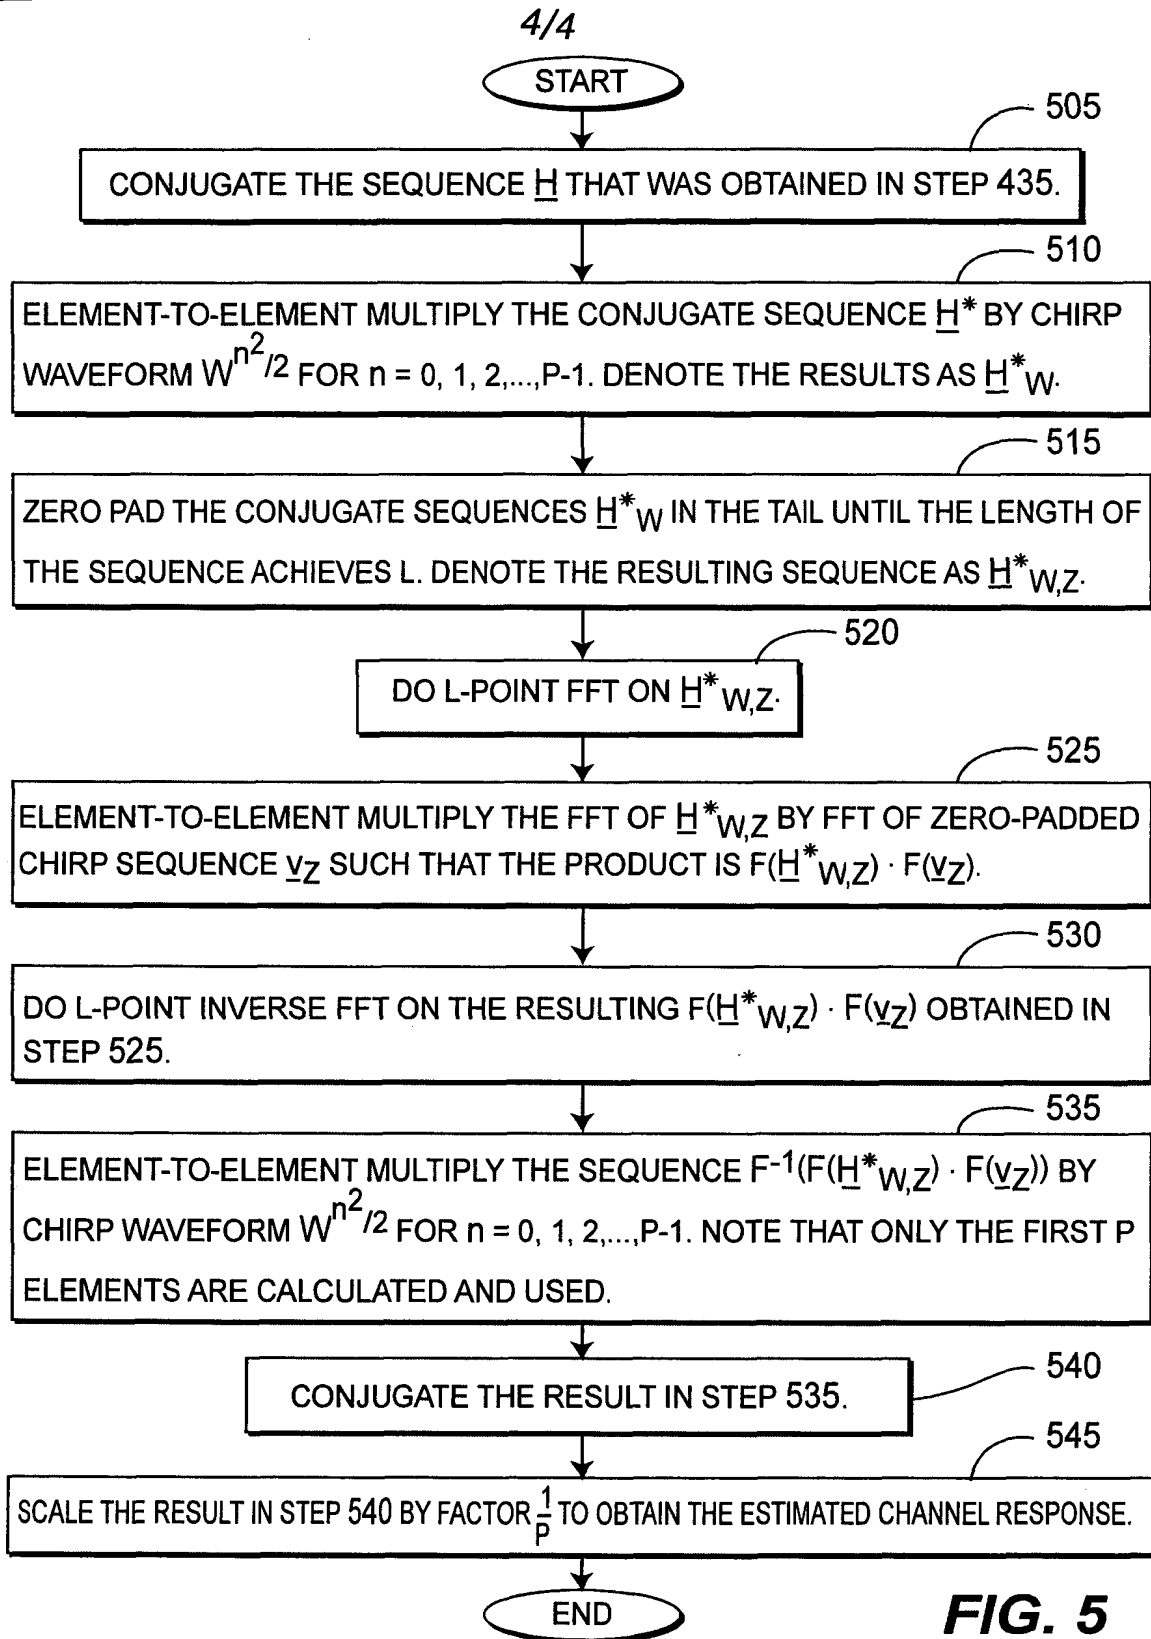 4/4
START
505
CONJUGATE THE SEQUENCE H THAT WAS OBTAINED IN STEP 435.
510
ELEMENT-TO-ELEMENT MULTIPLY THE CONJUGATE SEQUENCE H* BY CHIRP
WAVEFORM W^n²/2 FOR n = 0, 1, 2,...,P-1. DENOTE THE RESULTS AS H*W.
515
ZERO PAD THE CONJUGATE SEQUENCES H*W IN THE TAIL UNTIL THE LENGTH OF
THE SEQUENCE ACHIEVES L. DENOTE THE RESULTING SEQUENCE AS H*W,Z.
520
DO L-POINT FFT ON H*W,Z.
525
ELEMENT-TO-ELEMENT MULTIPLY THE FFT OF H*W,Z BY FFT OF ZERO-PADDED
CHIRP SEQUENCE vZ SUCH THAT THE PRODUCT IS F(H*W,Z) · F(vZ).
530
DO L-POINT INVERSE FFT ON THE RESULTING F(H*W,Z) · F(vZ) OBTAINED IN
STEP 525.
535
ELEMENT-TO-ELEMENT MULTIPLY THE SEQUENCE F-1(F(H*W,Z) · F(vZ)) BY
CHIRP WAVEFORM W^n²/2 FOR n = 0, 1, 2,...,P-1. NOTE THAT ONLY THE FIRST P
ELEMENTS ARE CALCULATED AND USED.
540
CONJUGATE THE RESULT IN STEP 535.
545
SCALE THE RESULT IN STEP 540 BY FACTOR 1/P TO OBTAIN THE ESTIMATED CHANNEL RESPONSE.
END
FIG. 5